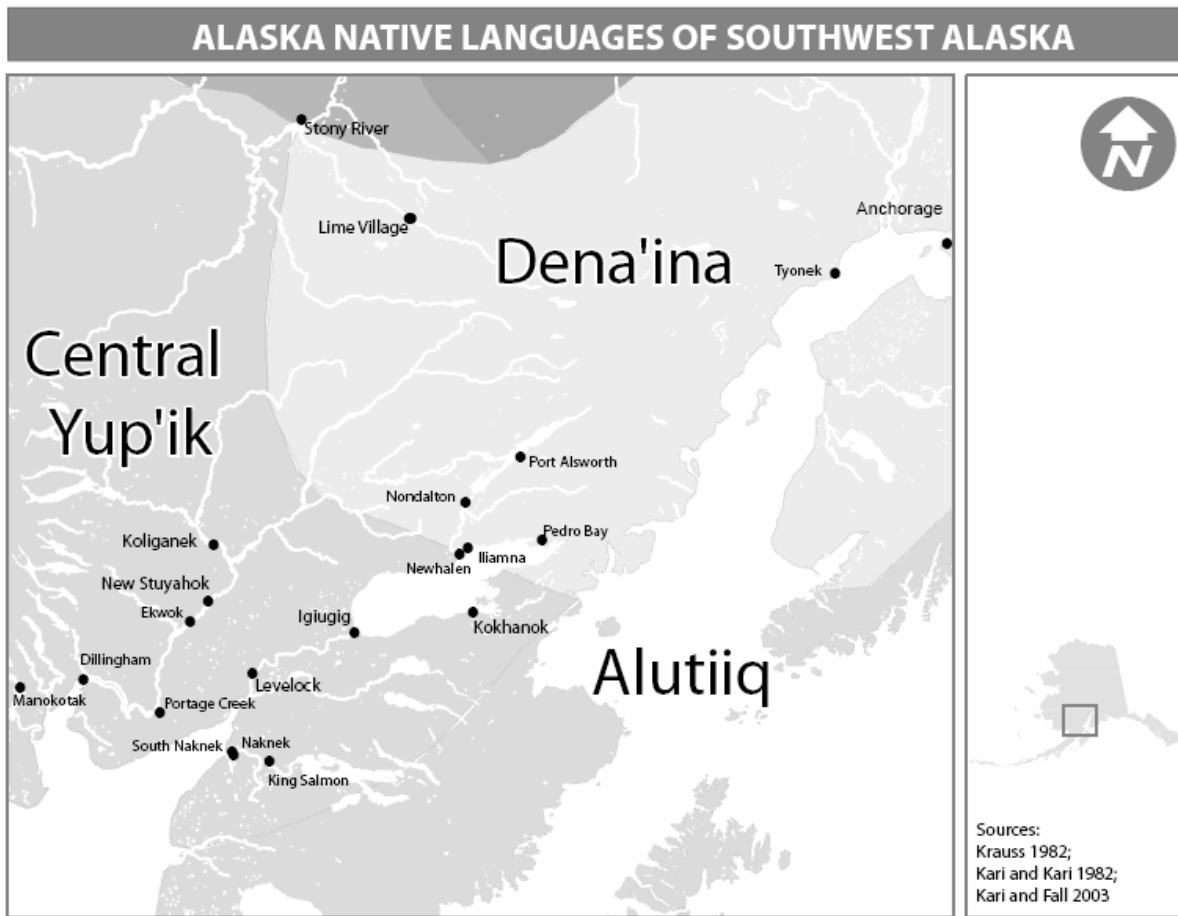 ALASKA NATIVE LANGUAGES OF SOUTHWEST ALASKA
N
Stony River
Anchorage
Lime Village
Dena'ina
Tyonek
Central
Yup'ik
Port Alsworth
Nondalton
Pedro Bay
Koliganek
Iliamna
Newhalen
New Stuyahok
Ekwok
Igiugig
Kokhanok
Dillingham
Alutiiq
Levelock
Manokotak
Portage Creek
South Naknek
Naknek
King Salmon
Sources:
Krauss 1982;
Kari and Kari 1982;
Kari and Fall 2003